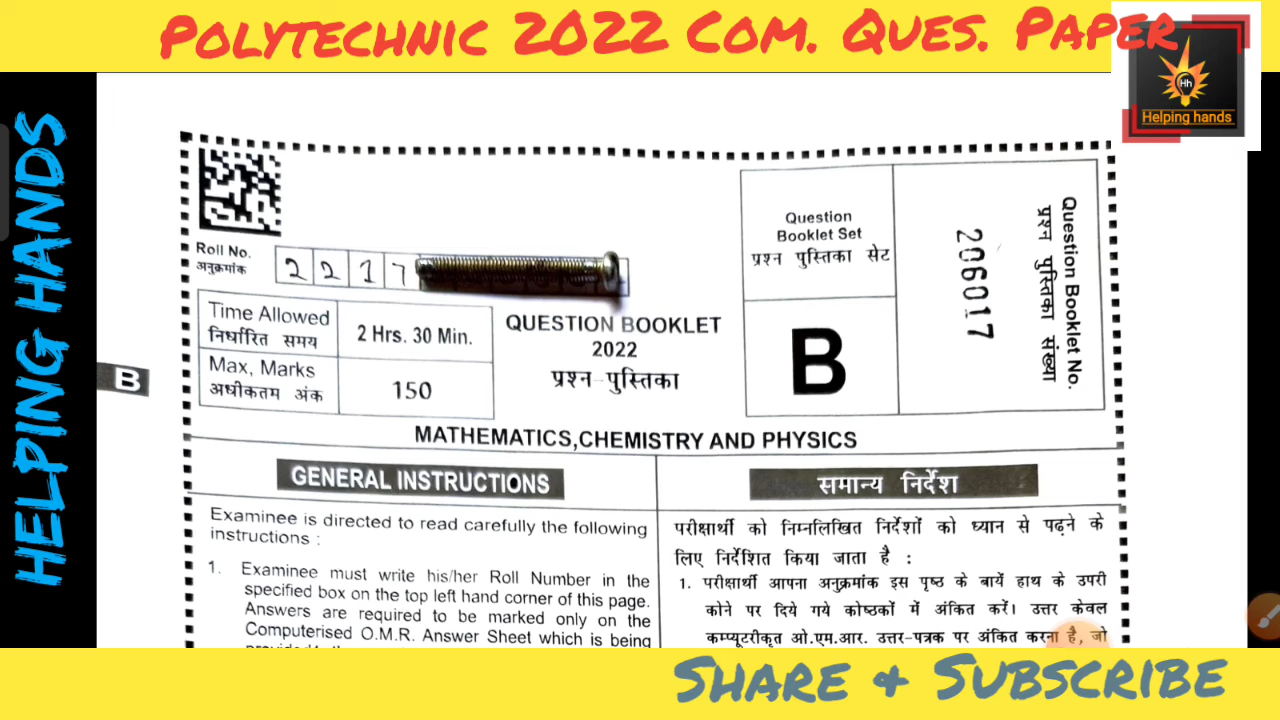 POLYTECHNIC 2022 COM. QUES. PAPER
Hh
Helping hands
HELPING HANDS
Roll No.
अनुक्रमांक
2 2 1 7
Time Allowed
निर्धारित समय
2 Hrs. 30 Min.
Max, Marks
अधीकतम अंक
150
QUESTION BOOKLET
2022
प्रश्न-पुस्तिका
Question
Booklet Set
प्रश्न पुस्तिका सेट
B
206017
Question Booklet No.
प्रश्न पुस्तिका संख्या
B
MATHEMATICS,CHEMISTRY AND PHYSICS
GENERAL INSTRUCTIONS
Examinee is directed to read carefully the following
instructions :
1. Examinee must write his/her Roll Number in the
specified box on the top left hand corner of this page.
Answers are required to be marked only on the
Computerised O.M.R. Answer Sheet which is being
सामान्य निर्देश
परीक्षार्थी को निम्नलिखित निर्देशों को ध्यान से पढ़ने के
लिए निर्देशित किया जाता है :
1. परीक्षार्थी आपना अनुक्रमांक इस पृष्ठ के बायें हाथ के उपरी
कोने पर दिये गये कोष्ठकों में अंकित करें। उत्तर केवल
कम्प्यूटरीकृत ओ.एम.आर. उत्तर-पत्रक पर अंकित करना है, जो
SHARE & SUBSCRIBE